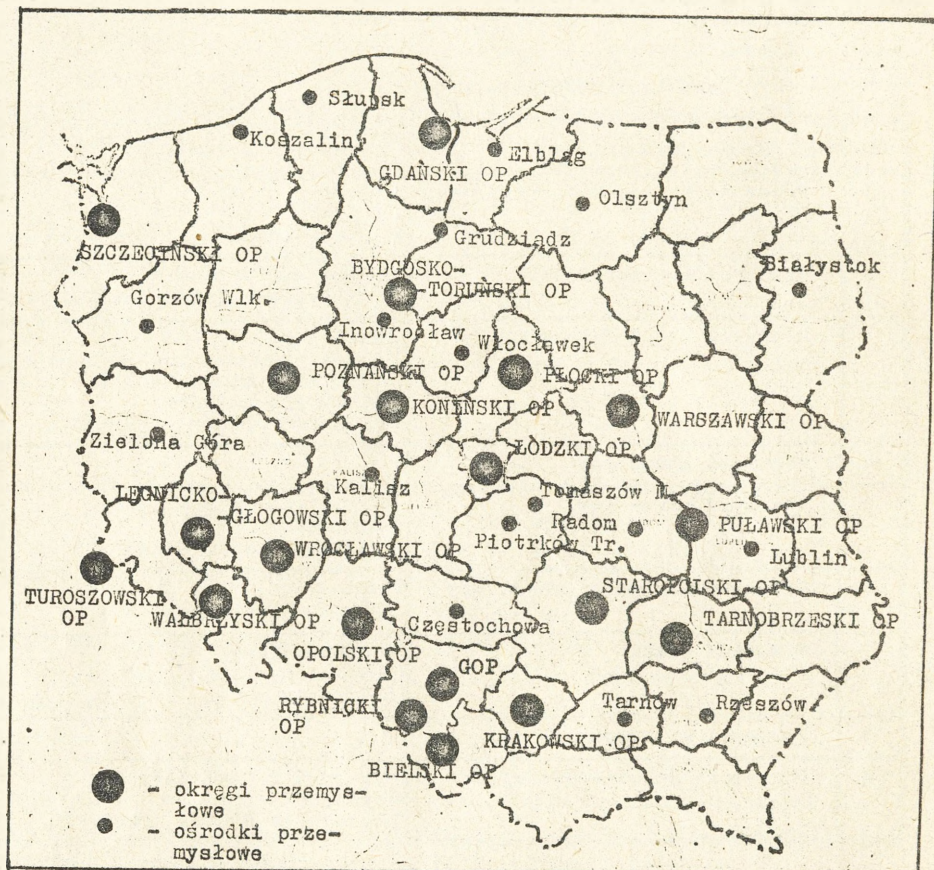 Słupsk
Koszalin
GDAŃSKI OP
Elbląg
Olsztyn
SZCZECIŃSKI OP
Grudziądz
BYDGOSKO-
-TORUŃSKI OP
Białystok
Gorzów Wlk.
Inowrocław
Włocławek
POZNAŃSKI OP
PŁOCKI OP
KONIŃSKI OP
WARSZAWSKI OP
Zielona Góra
ŁÓDZKI OP
KALISZ
Kalisz
Tomaszów M.
LEGNICKO-
-GŁOGOWSKI OP
Radom
Piotrków Tr.
PUŁAWSKI OP
WROCŁAWSKI OP
Lublin
TUROSZOWSKI
OP
WAŁBRZYSKI OP
STAROPOLSKI OP
TARNOBRZESKI OP
Częstochowa
OPOLSKI OP
GOP
RYBNICKI
OP
Tarnów
Rzeszów
KRAKOWSKI OP
BIELSKI OP
- okręgi przemys-
łowe
- ośrodki prze-
mysłowe